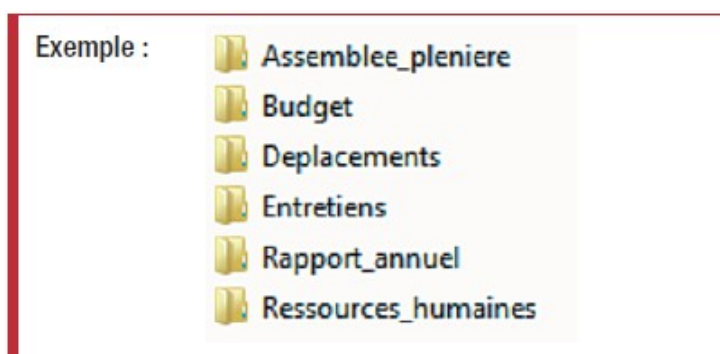 Exemple :
Assemblee_pleniere
Budget
Deplacements
Entretiens
Rapport_annuel
Ressources_humaines